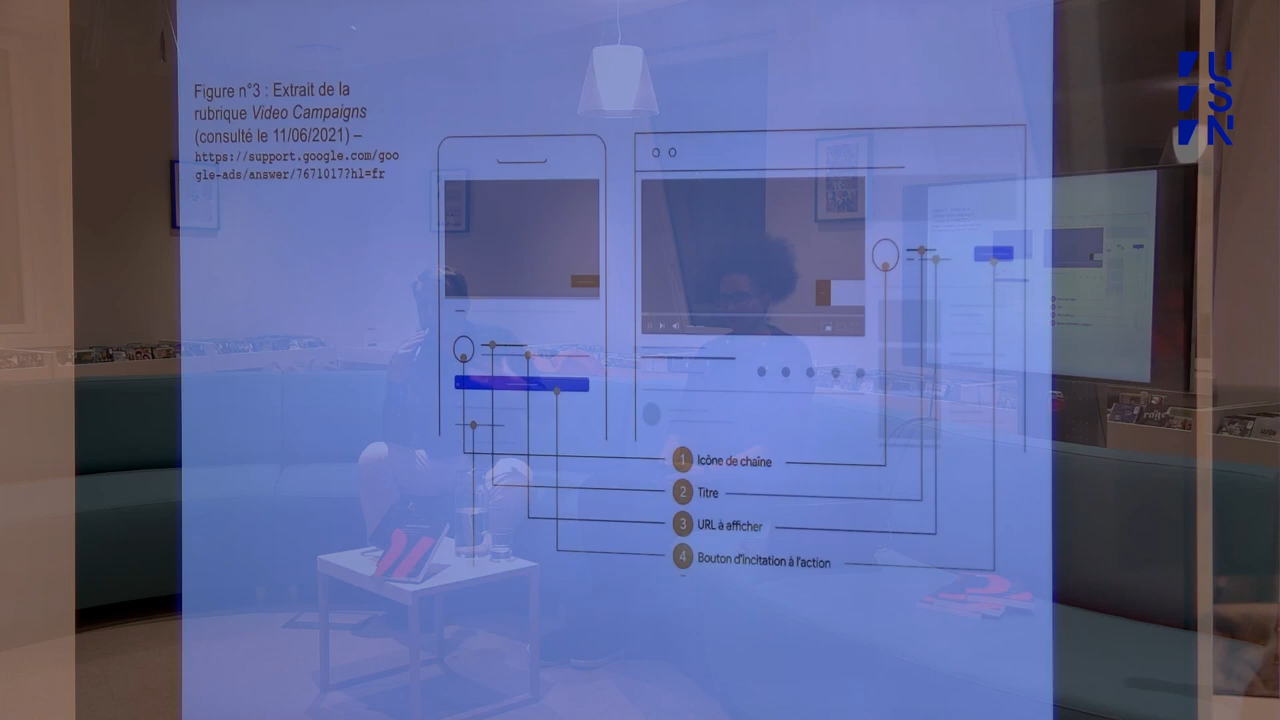 Figure n°3 : Extrait de la
rubrique Video Campaigns
(consulté le 11/06/2021) –
https://support.google.com/goo
gle-ads/answer/7671017?hl=fr
USN
1 Icône de chaîne
2 Titre
3 URL à afficher
4 Bouton d'incitation à l'action